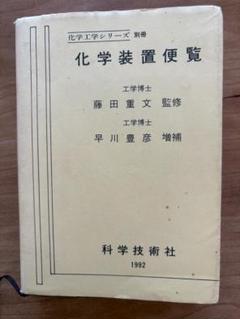 化学工学シリーズ 別冊
化学装置便覧
工学博士
藤田重文 監修
工学博士
早川豊彦 増補
科学技術社
1992